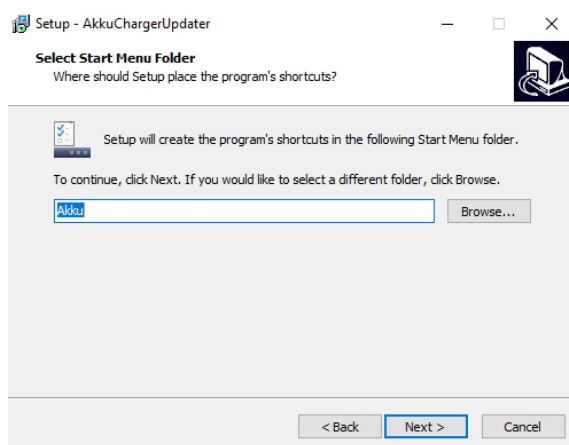 Setup - AkkuChargerUpdater
Select Start Menu Folder
Where should Setup place the program's shortcuts?
Setup will create the program's shortcuts in the following Start Menu folder.
To continue, click Next. If you would like to select a different folder, click Browse.
Akku
Browse...
< Back
Next >
Cancel